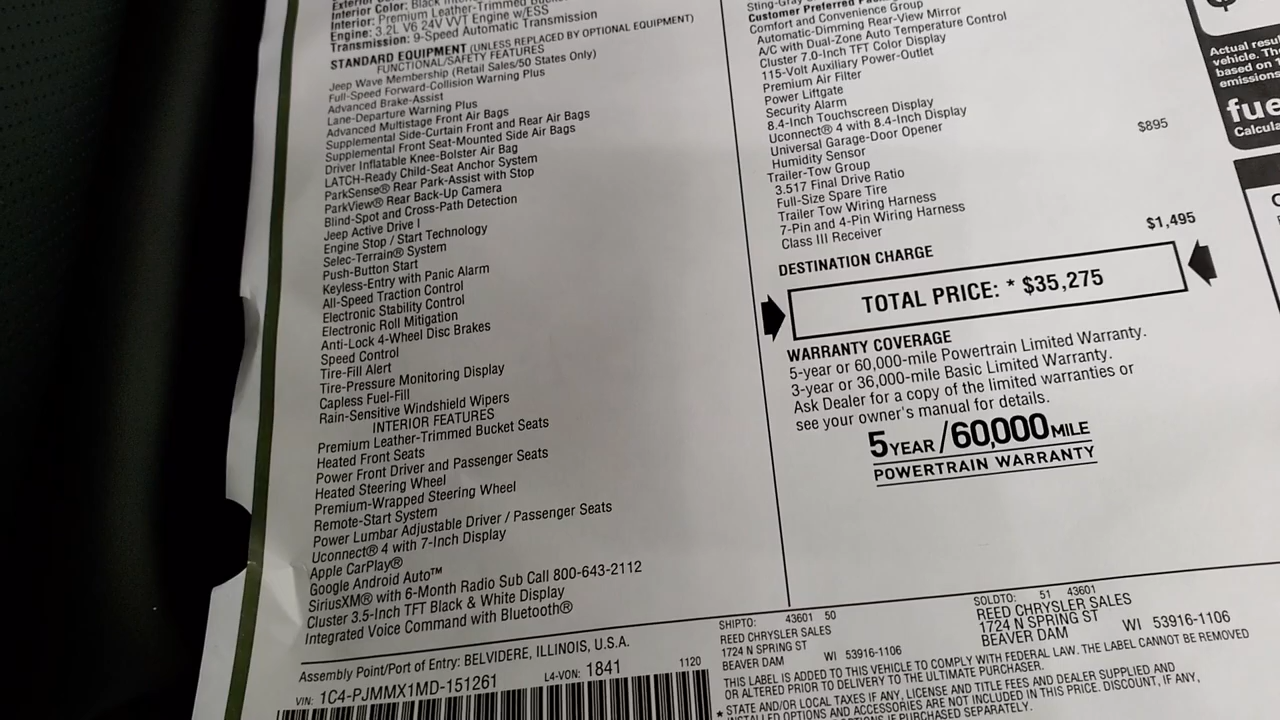 Interior Color: Black
Interior: Premium Leather-Trimmed
Engine: 3.2L V6 24V VVT Engine w/ESS
Transmission: 9-Speed Automatic Transmission
STANDARD EQUIPMENT (UNLESS REPLACED BY OPTIONAL EQUIPMENT)
FUNCTIONAL/SAFETY FEATURES
Jeep Wave Membership (Retail Sales/50 States Only)
Full-Speed Forward-Collision Warning Plus
Advanced Brake-Assist
Lane-Departure Warning Plus
Advanced Multistage Front Air Bags
Supplemental Side-Curtain Front and Rear Air Bags
Supplemental Front Seat-Mounted Side Air Bags
Driver Inflatable Knee-Bolster Air Bag
LATCH-Ready Child-Seat Anchor System
ParkSense® Rear Park-Assist with Stop
ParkView® Rear Back-Up Camera
Blind-Spot and Cross-Path Detection
Jeep Active Drive I
Engine Stop / Start Technology
Selec-Terrain® System
Push-Button Start
Keyless-Entry with Panic Alarm
All-Speed Traction Control
Electronic Stability Control
Electronic Roll Mitigation
Anti-Lock 4-Wheel Disc Brakes
Speed Control
Tire-Fill Alert
Tire-Pressure Monitoring Display
Capless Fuel-Fill
Rain-Sensitive Windshield Wipers
INTERIOR FEATURES
Premium Leather-Trimmed Bucket Seats
Heated Front Seats
Power Front Driver and Passenger Seats
Heated Steering Wheel
Premium-Wrapped Steering Wheel
Remote-Start System
Power Lumbar Adjustable Driver / Passenger Seats
Uconnect® 4 with 7-Inch Display
Apple CarPlay®
Google Android Auto™
SiriusXM® with 6-Month Radio Sub Call 800-643-2112
Cluster 3.5-Inch TFT Black & White Display
Integrated Voice Command with Bluetooth®
Assembly Point/Port of Entry: BELVIDERE, ILLINOIS, U.S.A.
VIN: 1C4-PJMMX1MD-151261 L4-VON: 1841 1120
Customer Preferred
Comfort and Convenience Group
Automatic-Dimming Rear-View Mirror
A/C with Dual-Zone Auto Temperature Control
Cluster 7.0-Inch TFT Color Display
115-Volt Auxiliary Power-Outlet
Premium Air Filter
Power Liftgate
Security Alarm
8.4-Inch Touchscreen Display
Uconnect® 4 with 8.4-Inch Display
Universal Garage-Door Opener
Humidity Sensor
Trailer-Tow Group $895
3.517 Final Drive Ratio
Full-Size Spare Tire
Trailer Tow Wiring Harness
7-Pin and 4-Pin Wiring Harness
Class III Receiver
DESTINATION CHARGE $1,495
TOTAL PRICE: * $35,275
WARRANTY COVERAGE
5-year or 60,000-mile Powertrain Limited Warranty.
3-year or 36,000-mile Basic Limited Warranty.
Ask Dealer for a copy of the limited warranties or
see your owner's manual for details.
5 YEAR / 60,000 MILE
POWERTRAIN WARRANTY
SHIPTO: 43601 50
REED CHRYSLER SALES
1724 N SPRING ST
BEAVER DAM WI 53916-1106
SOLDTO: 51 43601
REED CHRYSLER SALES
1724 N SPRING ST
BEAVER DAM WI 53916-1106
THIS LABEL IS ADDED TO THIS VEHICLE TO COMPLY WITH FEDERAL LAW. THE LABEL CANNOT BE REMOVED
OR ALTERED PRIOR TO DELIVERY TO THE ULTIMATE PURCHASER.
* STATE AND/OR LOCAL TAXES IF ANY, LICENSE AND TITLE FEES AND DEALER SUPPLIED AND
INSTALLED OPTIONS AND ACCESSORIES ARE NOT INCLUDED IN THIS PRICE. DISCOUNT, IF ANY,
OPTIONS IF PURCHASED SEPARATELY.
Actual
vehicle.
based on
emissions
fue